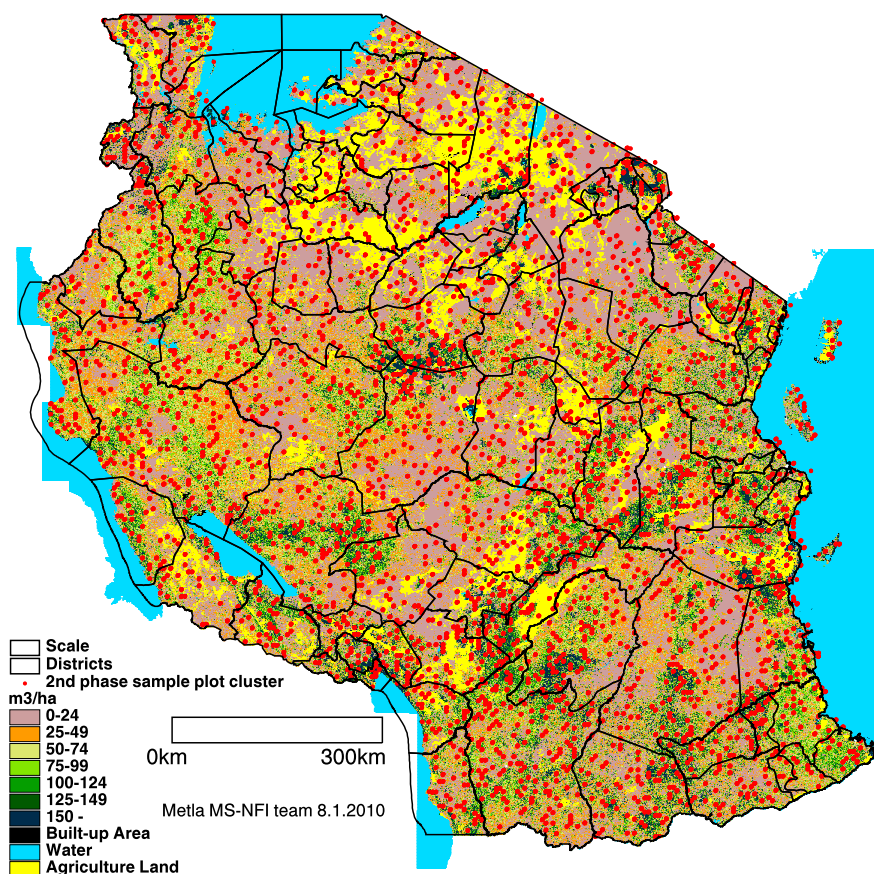 Scale
Districts
2nd phase sample plot cluster
m3/ha
0-24
25-49
50-74
75-99
100-124
125-149
150 -
Built-up Area
Water
Agriculture Land
0km 300km
Metla MS-NFI team 8.1.2010